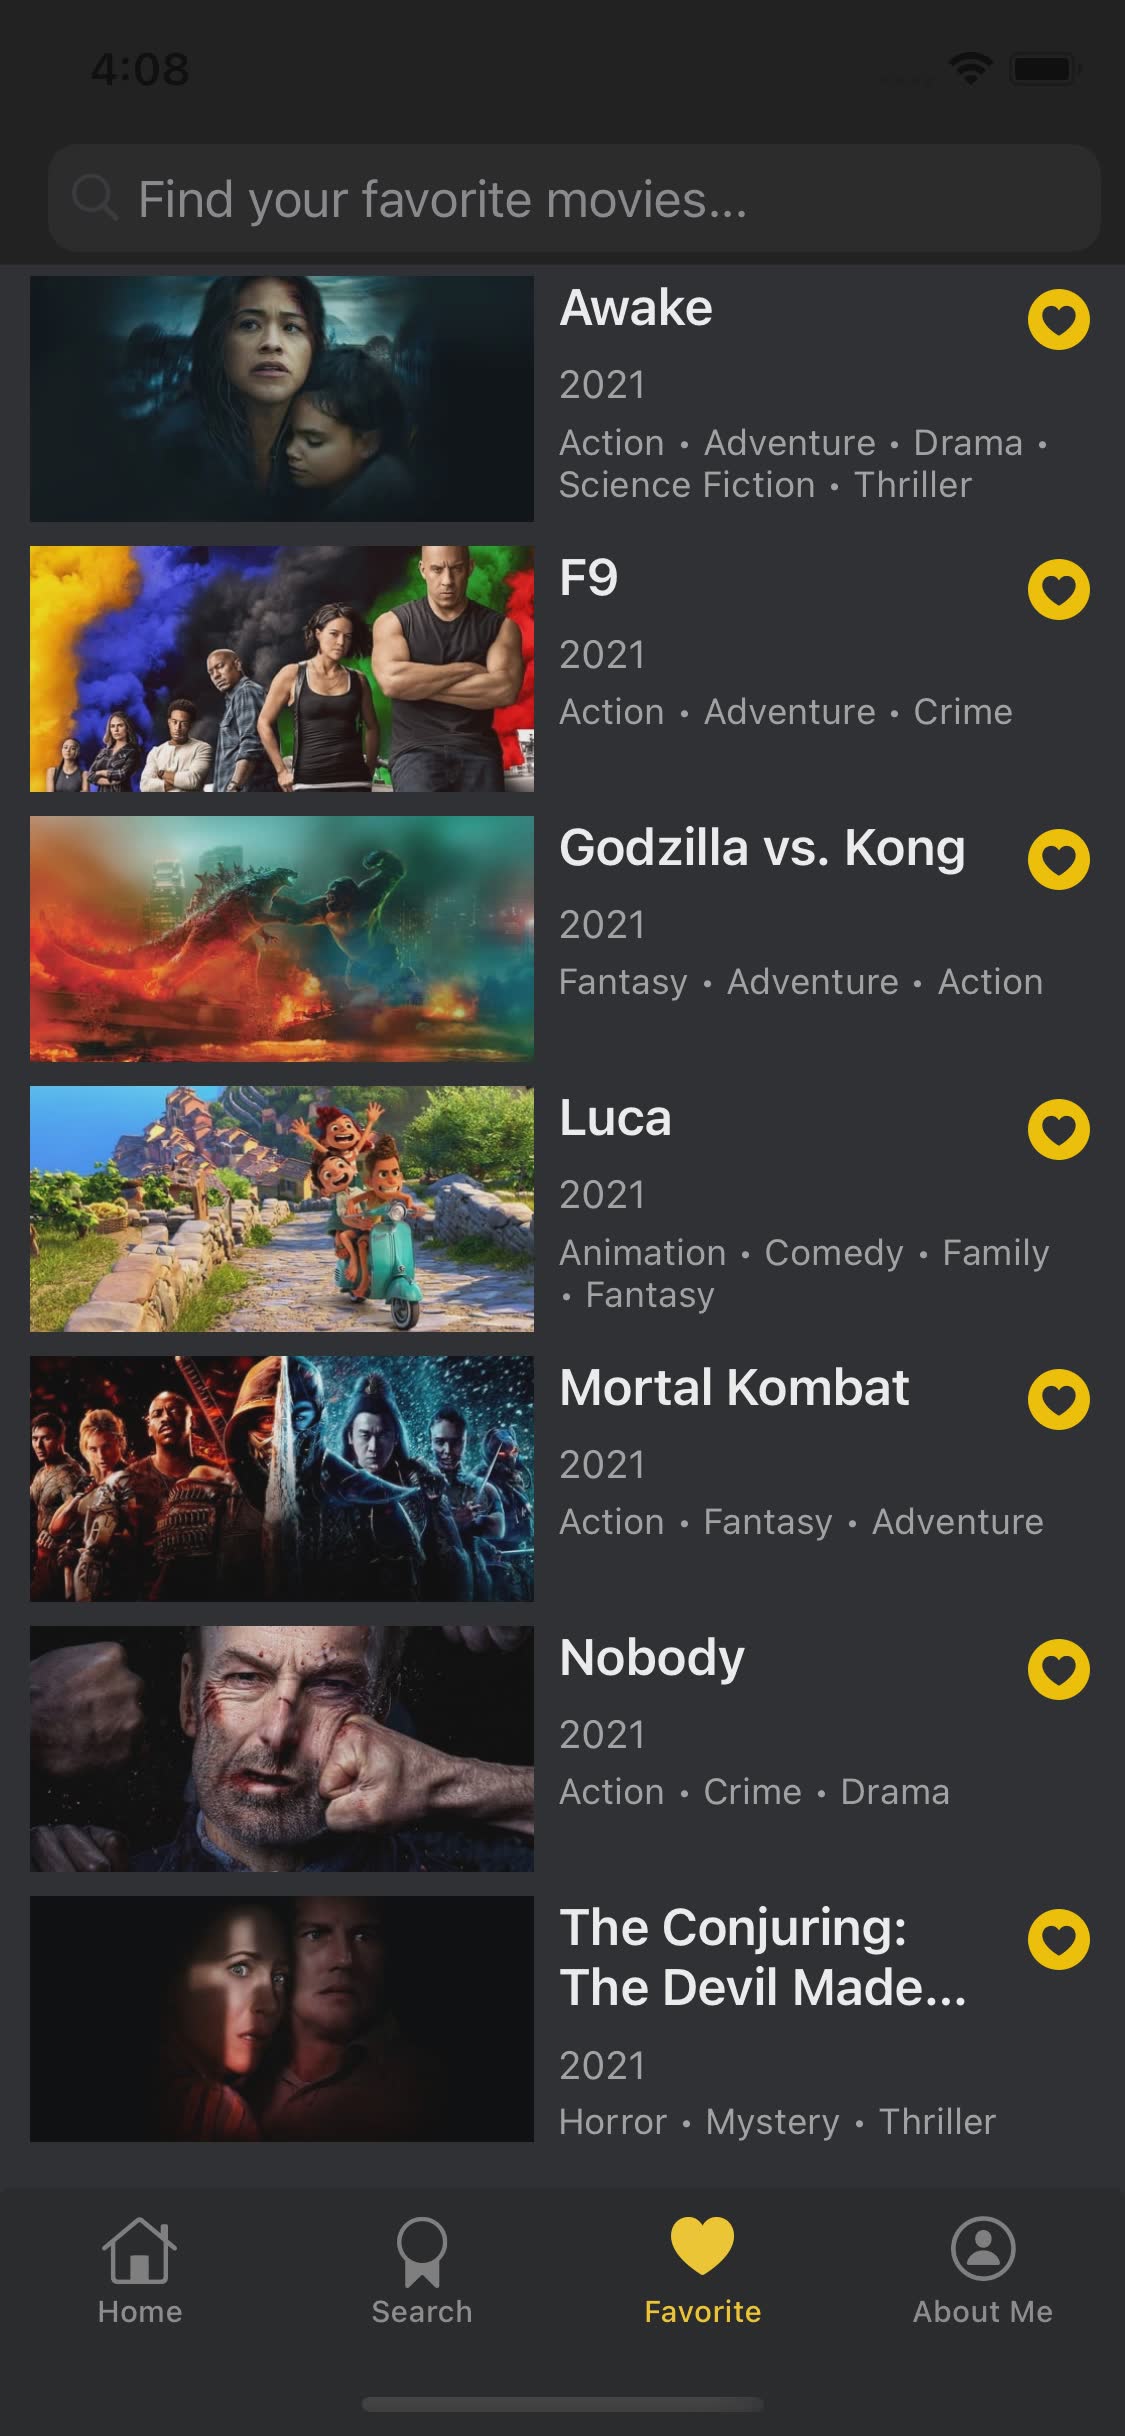 4:08
Find your favorite movies...
Awake
2021
Action • Adventure • Drama •
Science Fiction • Thriller
F9
2021
Action • Adventure • Crime
Godzilla vs. Kong
2021
Fantasy • Adventure • Action
Luca
2021
Animation • Comedy • Family
• Fantasy
Mortal Kombat
2021
Action • Fantasy • Adventure
Nobody
2021
Action • Crime • Drama
The Conjuring:
The Devil Made...
2021
Horror • Mystery • Thriller
Home
Search
Favorite
About Me